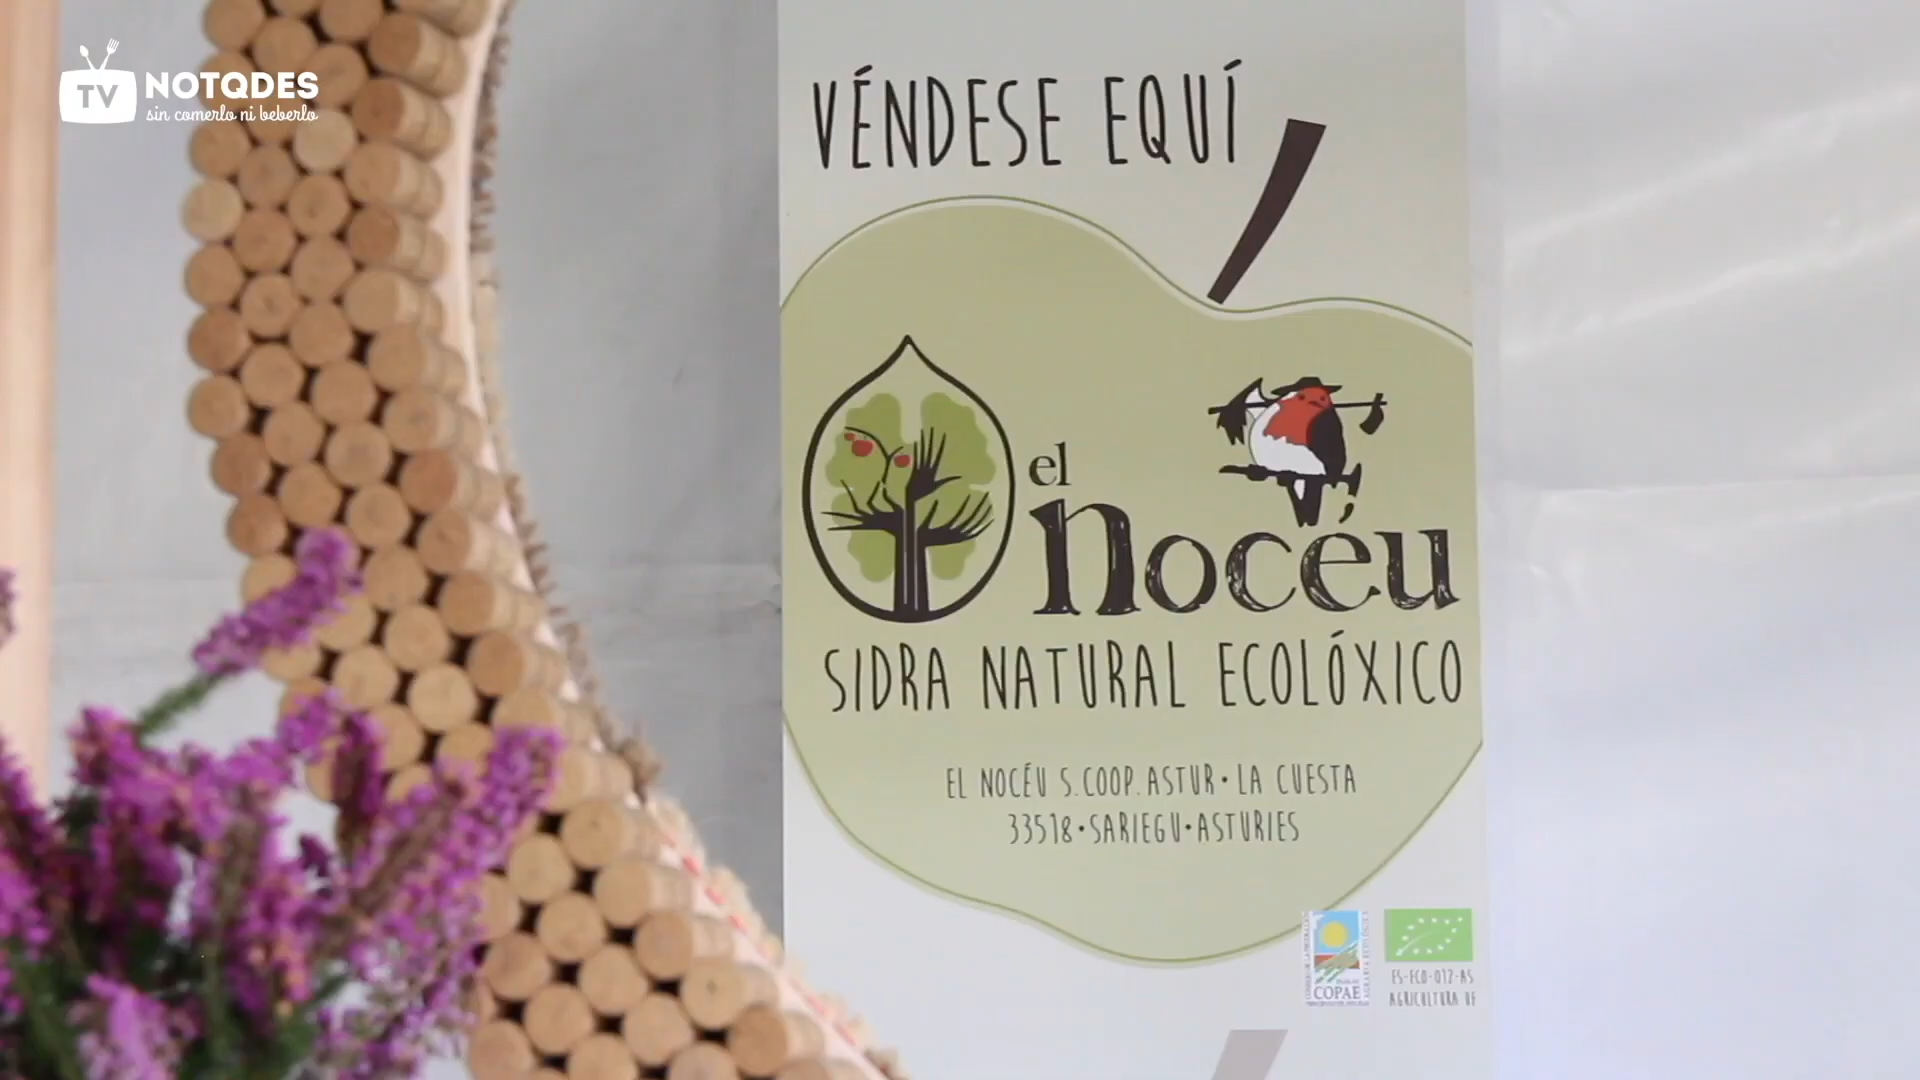 TV NOTQDES
sin comerlo ni beberlo
VÉNDESE EQUÍ
el
nocéu
SIDRA NATURAL ECOLÓXICO
EL NOCÉU S.COOP.ASTUR•LA CUESTA
33518•SARIEGU•ASTURIES
COPAE
ES-ECO-012-AS
AGRICULTURA UE